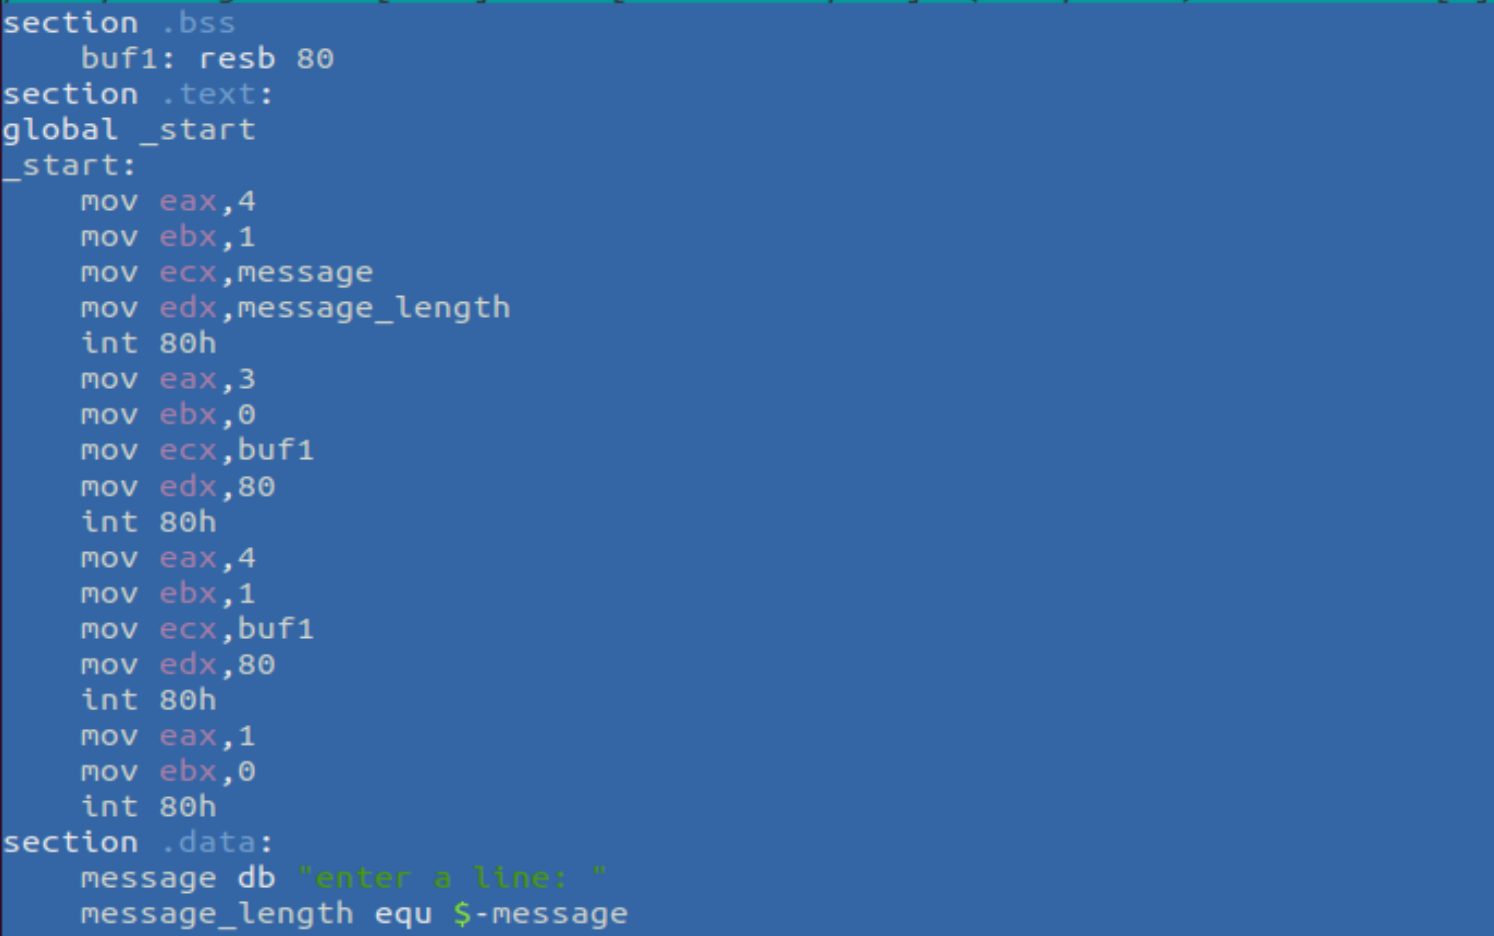 section .bss
    buf1: resb 80
section .text:
global _start
_start:
    mov eax,4
    mov ebx,1
    mov ecx,message
    mov edx,message_length
    int 80h
    mov eax,3
    mov ebx,0
    mov ecx,buf1
    mov edx,80
    int 80h
    mov eax,4
    mov ebx,1
    mov ecx,buf1
    mov edx,80
    int 80h
    mov eax,1
    mov ebx,0
    int 80h
section .data:
    message db "enter a line: "
    message_length equ $-message